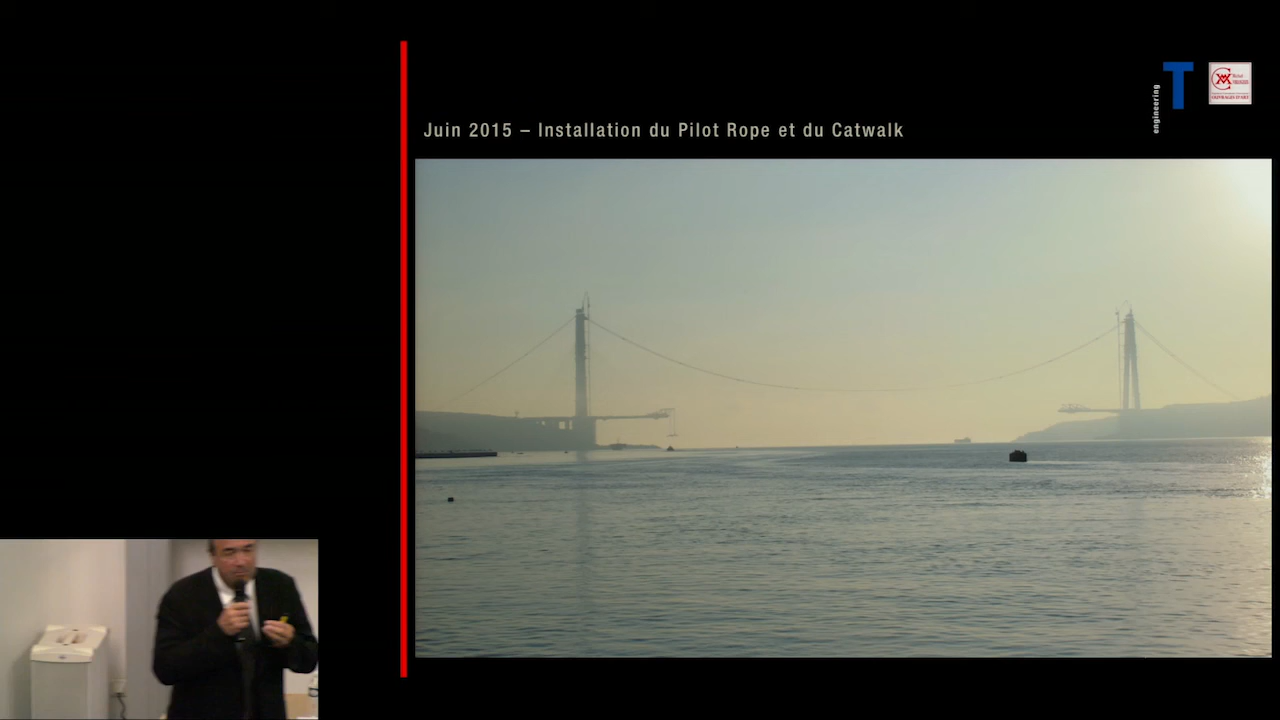 Juin 2015 – Installation du Pilot Rope et du Catwalk
engineering
T